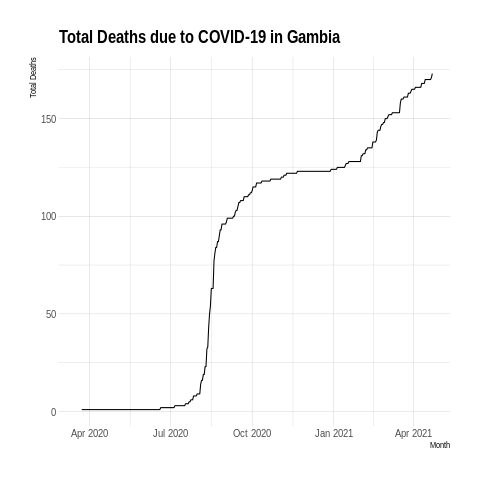 Total Deaths due to COVID-19 in Gambia
Total Deaths
150
100
50
0
Apr 2020 Jul 2020 Oct 2020 Jan 2021 Apr 2021
Month